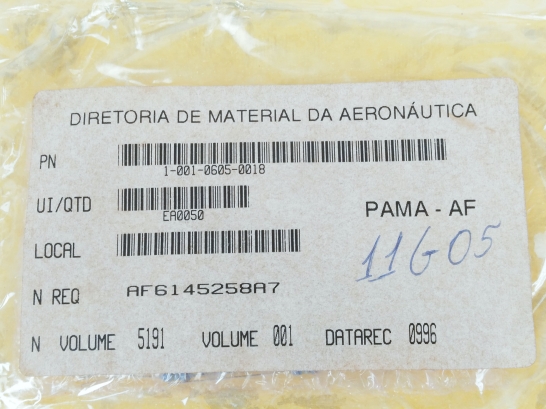 DIRETORIA DE MATERIAL DA AERONÁUTICA
PN
1-001-0605-0018
UI/QTD
EA0050
PAMA - AF
LOCAL
11G05
N REQ AF6145258A7
N VOLUME 5191 VOLUME 001 DATAREC 0996